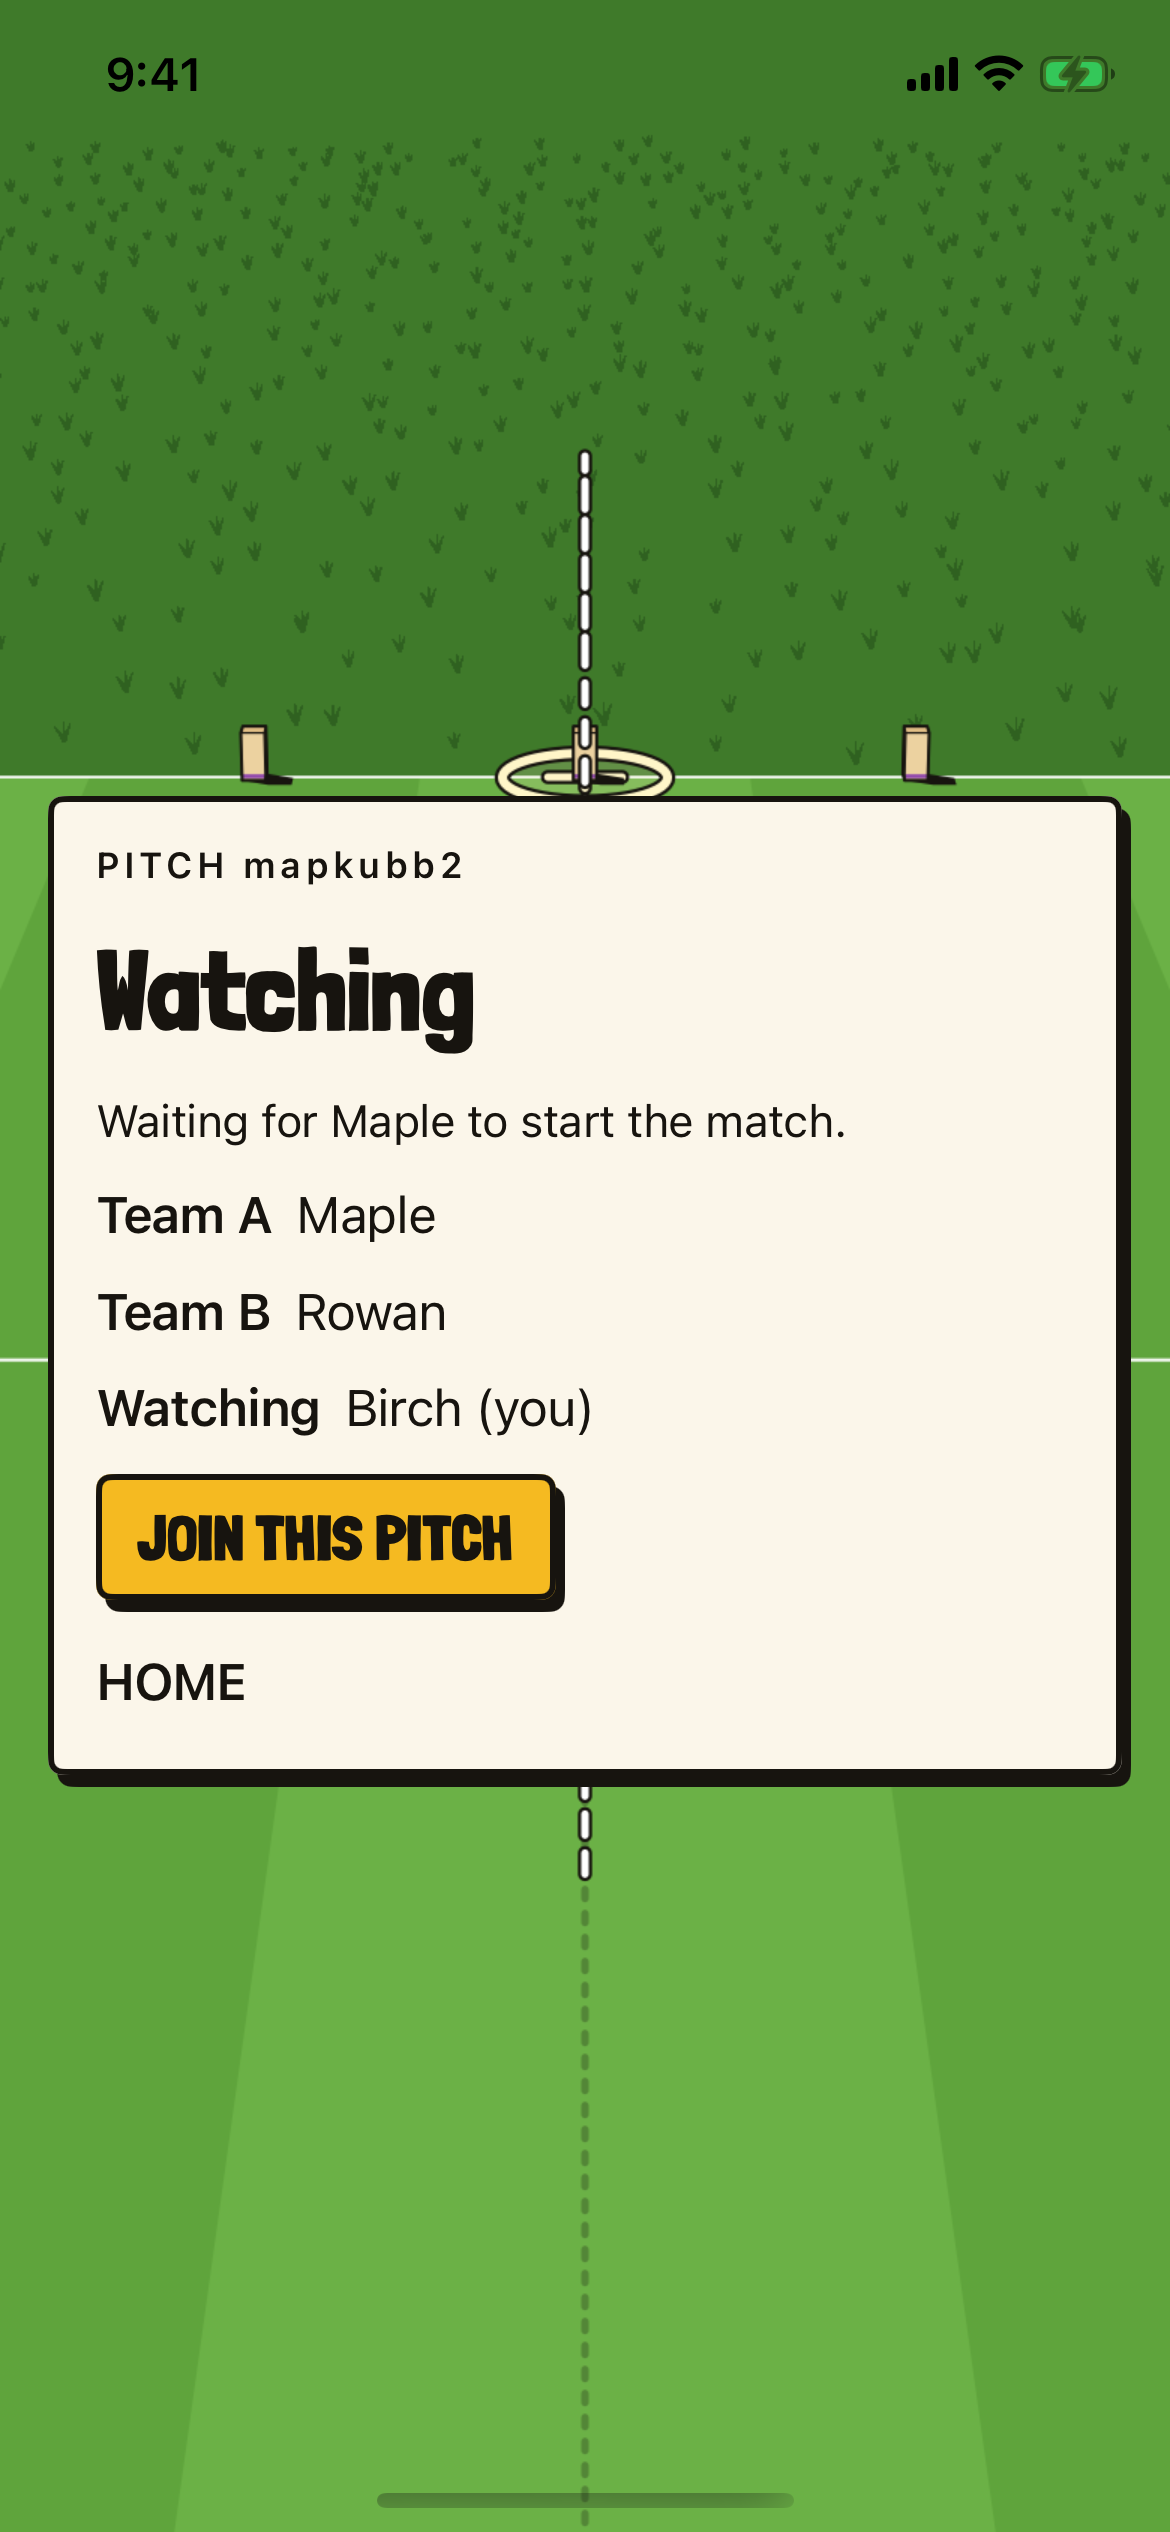 9:41
PITCH mapkubb2
Watching
Waiting for Maple to start the match.
Team A Maple
Team B Rowan
Watching Birch (you)
JOIN THIS PITCH
HOME